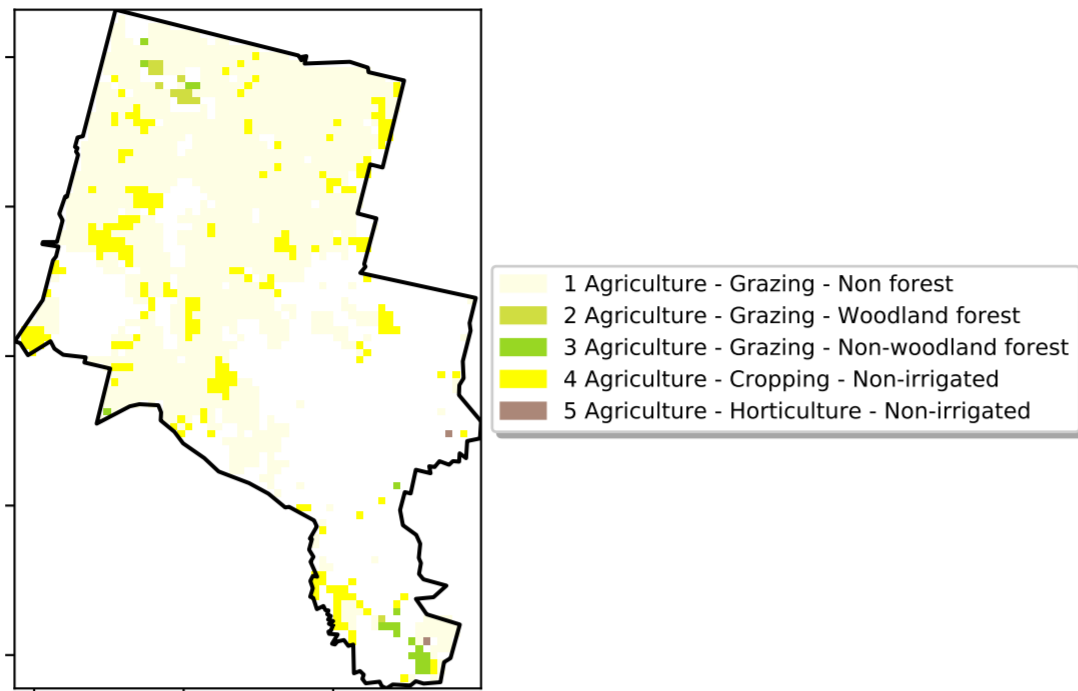 1 Agriculture - Grazing - Non forest
2 Agriculture - Grazing - Woodland forest
3 Agriculture - Grazing - Non-woodland forest
4 Agriculture - Cropping - Non-irrigated
5 Agriculture - Horticulture - Non-irrigated